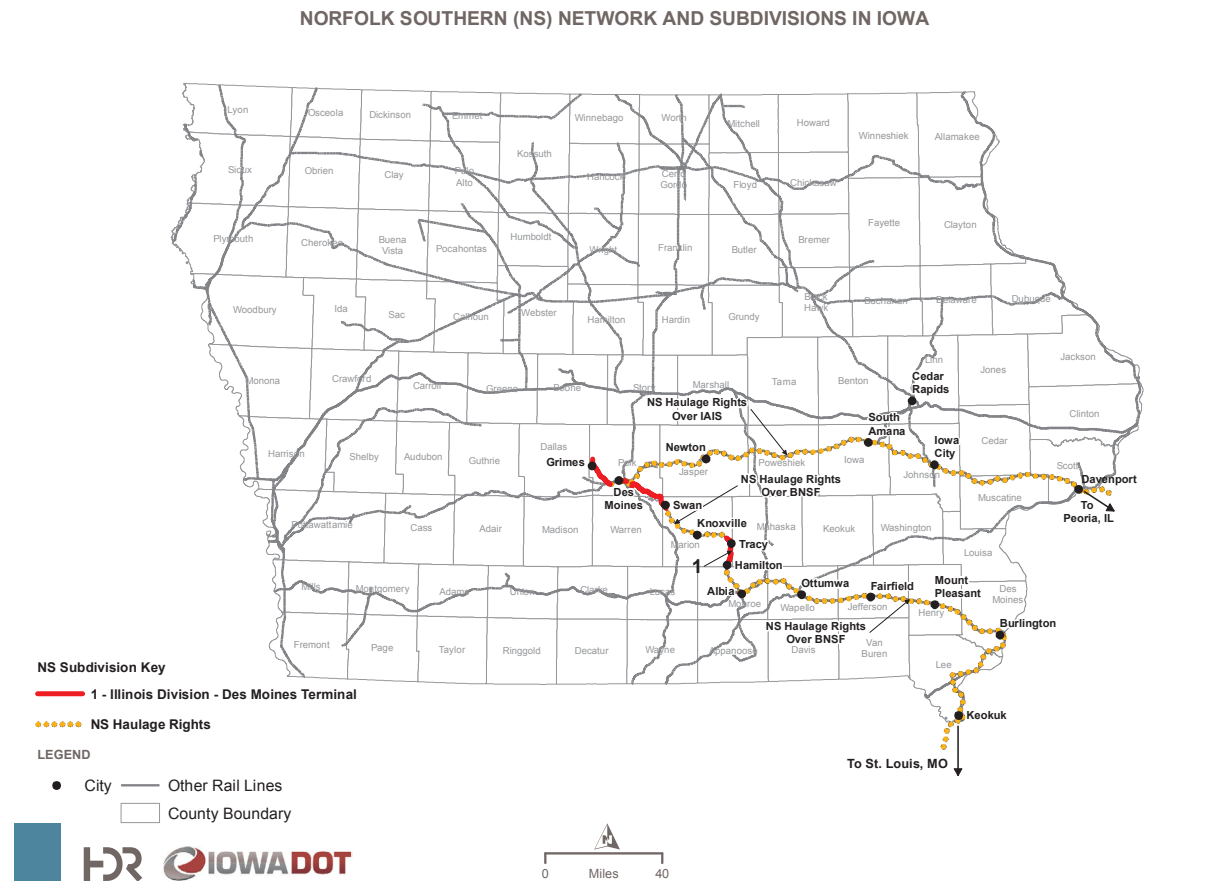 NORFOLK SOUTHERN (NS) NETWORK AND SUBDIVISIONS IN IOWA
Lyon
Osceola
Dickinson
Emmet
Winnebago
Worth
Mitchell
Howard
Winneshiek
Allamakee
Kossuth
Sioux
Obrien
Clay
Palo
Alto
Hancock
Cerro
Gordo
Floyd
Chickasaw
Plymouth
Cherokee
Buena
Vista
Pocahontas
Humboldt
Wright
Franklin
Butler
Bremer
Fayette
Clayton
Woodbury
Ida
Sac
Calhoun
Webster
Hamilton
Hardin
Grundy
Black
Hawk
Buchanan
Delaware
Dubuque
Monona
Crawford
Carroll
Greene
Boone
Story
Marshall
Tama
Benton
Linn
Jones
Jackson
Clinton
Cedar
Rapids
NS Haulage Rights
Over IAIS
South
Amana
Harrison
Shelby
Audubon
Guthrie
Dallas
Grimes
Polk
Newton
Jasper
Poweshiek
Iowa
Iowa
City
Johnson
Cedar
Scott
Muscatine
Davenport
To
Peoria, IL
Des
Moines
NS Haulage Rights
Over BNSF
Swan
Pottawattamie
Cass
Adair
Madison
Warren
Knoxville
Marion
Mahaska
Keokuk
Washington
Louisa
Tracy
1
Hamilton
Mills
Montgomery
Adams
Union
Clarke
Lucas
Albia
Monroe
Ottumwa
Wapello
Fairfield
Jefferson
Mount
Pleasant
Henry
Des
Moines
Burlington
NS Haulage Rights
Over BNSF
Fremont
Page
Taylor
Ringgold
Decatur
Wayne
Appanoose
Davis
Van
Buren
Lee
Keokuk
To St. Louis, MO
NS Subdivision Key
1 - Illinois Division - Des Moines Terminal
NS Haulage Rights
LEGEND
City
Other Rail Lines
County Boundary
HDR
IOWADOT
N
0 Miles 40